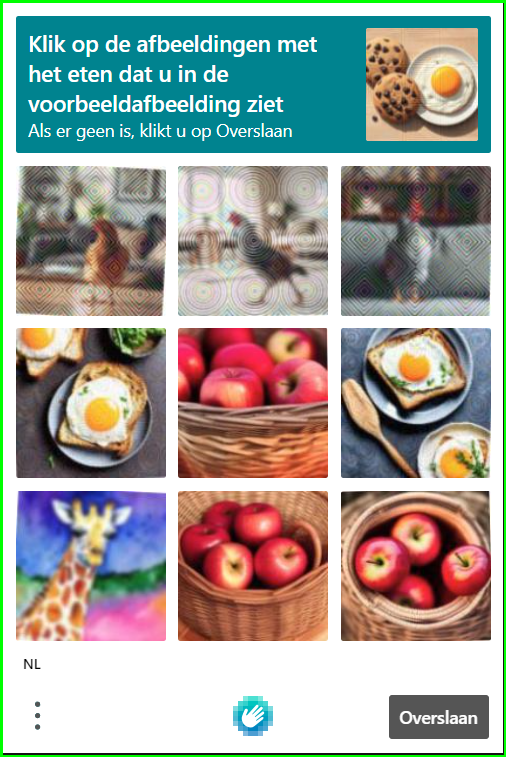 Klik op de afbeeldingen met
het eten dat u in de
voorbeeldafbeelding ziet
Als er geen is, klikt u op Overslaan
NL
Overslaan